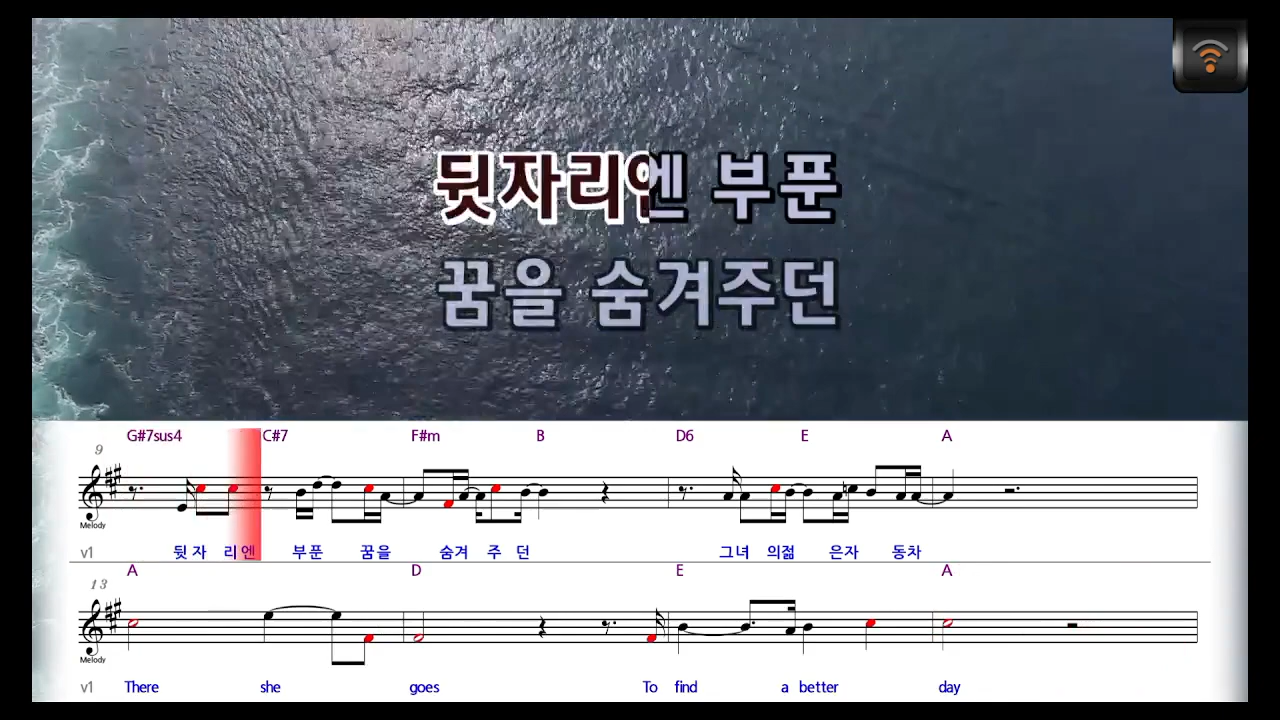 뒷자리엔 부푼
꿈을 숨겨주던
G#7sus4 C#7 F#m B D6 E A
9
Melody
v1 뒷 자 리 엔 부푼 꿈을 숨겨 주 던 그녀 의젊 은자 동차
A D E A
13
Melody
v1 There she goes To find a better day